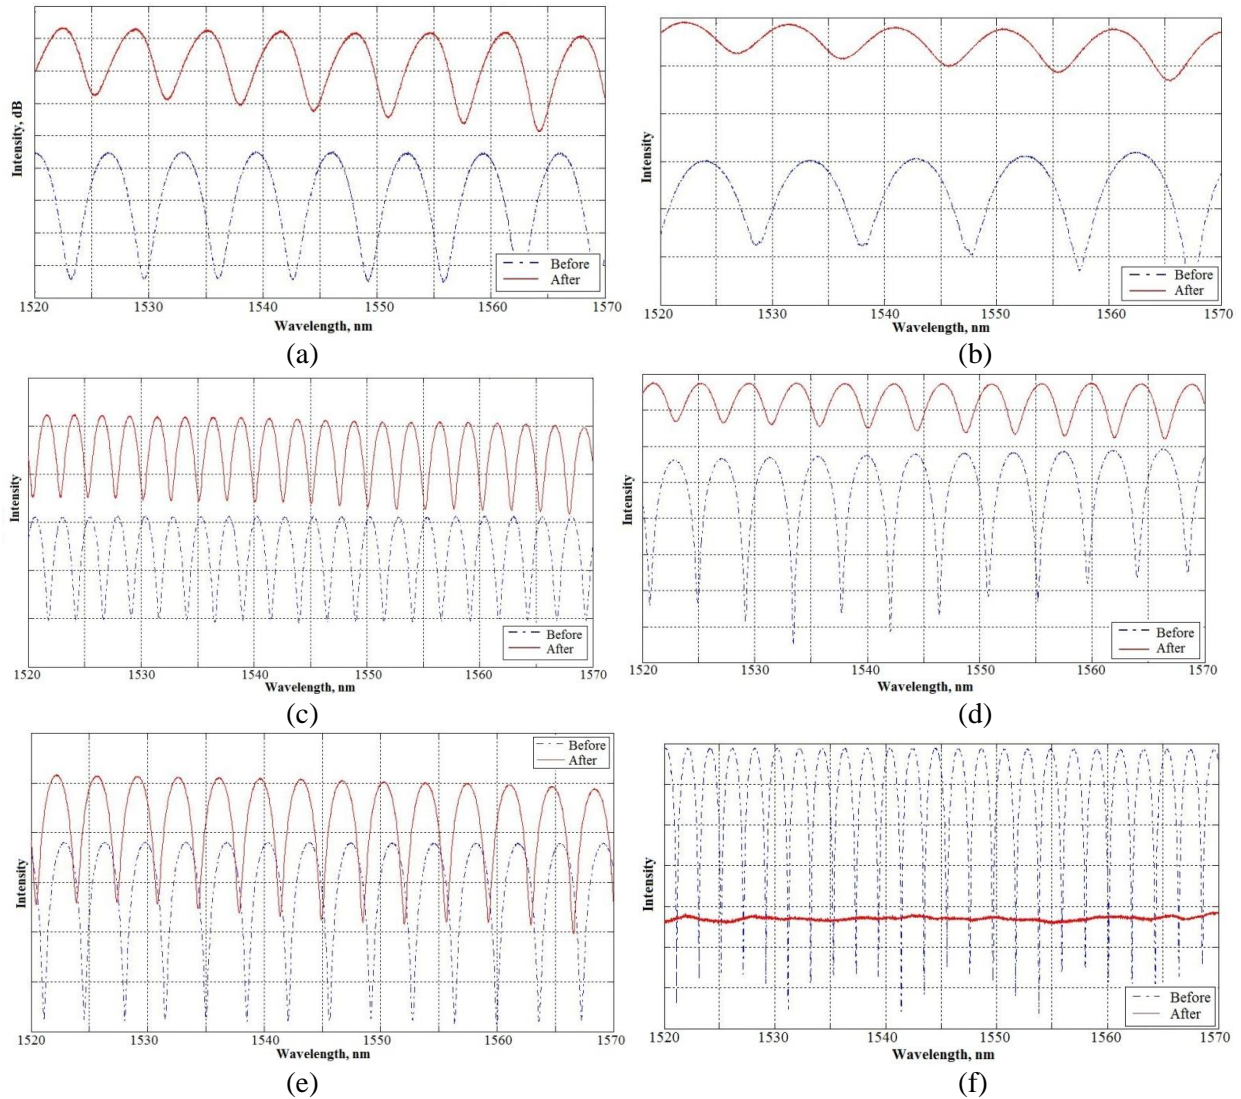 Intensity, dB
Before
After
1520 1530 1540 1550 1560 1570
Wavelength, nm
(a)
Intensity
Before
After
1520 1530 1540 1550 1560 1570
Wavelength, nm
(b)
Intensity
Before
After
1520 1530 1540 1550 1560 1570
Wavelength, nm
(c)
Intensity
Before
After
1520 1530 1540 1550 1560 1570
Wavelength, nm
(d)
Before
After
Intensity
1520 1530 1540 1550 1560 1570
Wavelength, nm
(e)
Intensity
Before
After
1520 1530 1540 1550 1560 1570
Wavelength, nm
(f)